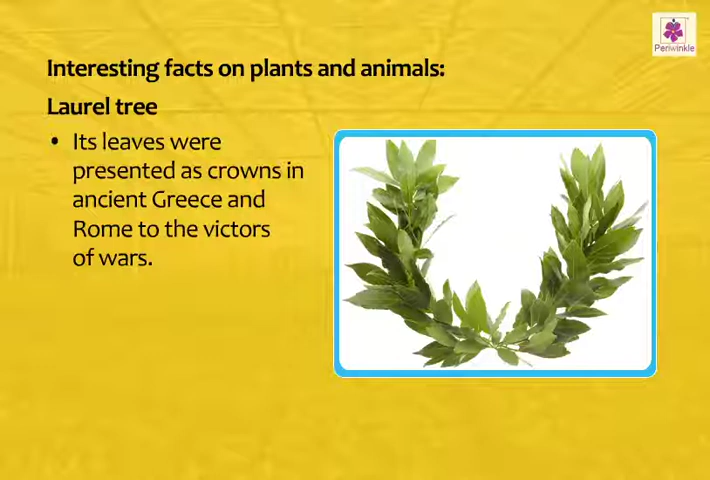 Periwinkle
Interesting facts on plants and animals:
Laurel tree
• Its leaves were
presented as crowns in
ancient Greece and
Rome to the victors
of wars.